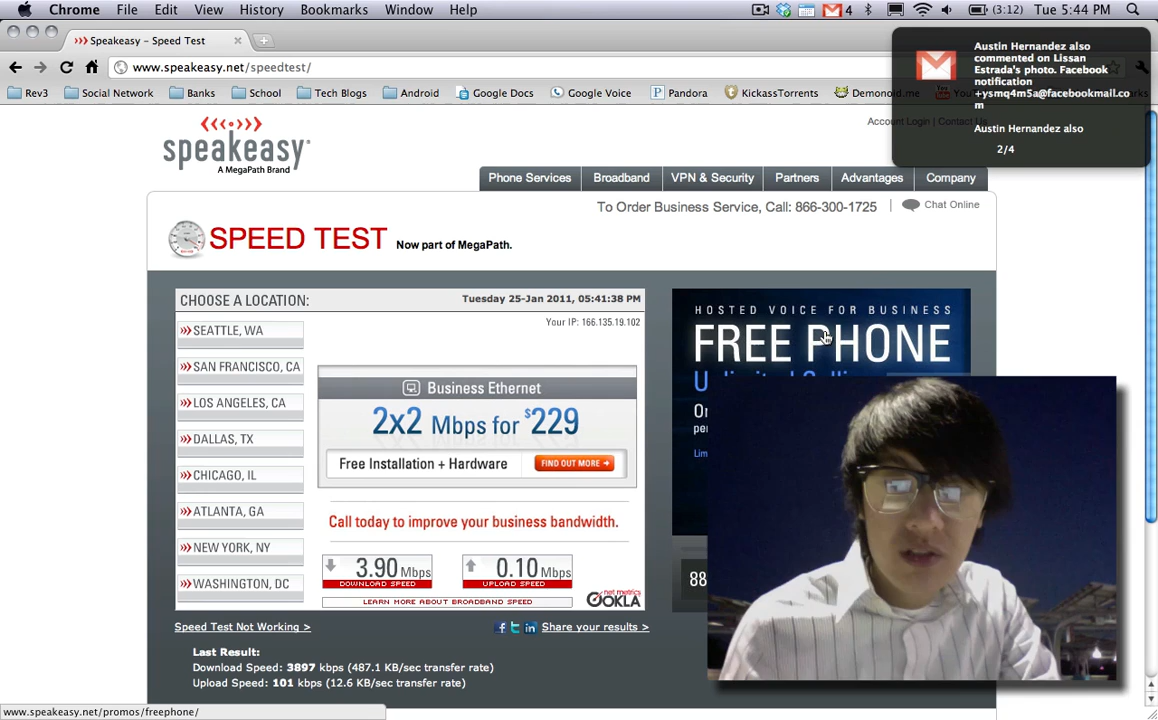 Chrome File Edit View History Bookmarks Window Help 4 (3:12) Tue 5:44 PM
Speakeasy – Speed Test
www.speakeasy.net/speedtest/
Rev3 Social Network Banks School Tech Blogs Android Google Docs Google Voice Pandora KickassTorrents Demonoid.me
Austin Hernandez also
commented on Lissan
Estrada's photo. Facebook
notification
+ysmq4m5a@facebookmail.co
m
Austin Hernandez also
2/4
Account Login | Contact Us
speakeasy
A MegaPath Brand
Phone Services Broadband VPN & Security Partners Advantages Company
To Order Business Service, Call: 866-300-1725 | Chat Online
SPEED TEST Now part of MegaPath.
CHOOSE A LOCATION: Tuesday 25-Jan 2011, 05:41:38 PM
Your IP: 166.135.19.102
SEATTLE, WA
SAN FRANCISCO, CA
LOS ANGELES, CA
DALLAS, TX
CHICAGO, IL
ATLANTA, GA
NEW YORK, NY
WASHINGTON, DC
Business Ethernet
2x2 Mbps for $229
Free Installation + Hardware FIND OUT MORE
Call today to improve your business bandwidth.
3.90 Mbps 0.10 Mbps
DOWNLOAD SPEED UPLOAD SPEED
LEARN MORE ABOUT BROADBAND SPEED
net metrics
OOKLA
HOSTED VOICE FOR BUSINESS
FREE PHONE
88
Speed Test Not Working > Share your results >
Last Result:
Download Speed: 3897 kbps (487.1 KB/sec transfer rate)
Upload Speed: 101 kbps (12.6 KB/sec transfer rate)
www.speakeasy.net/promos/freephone/